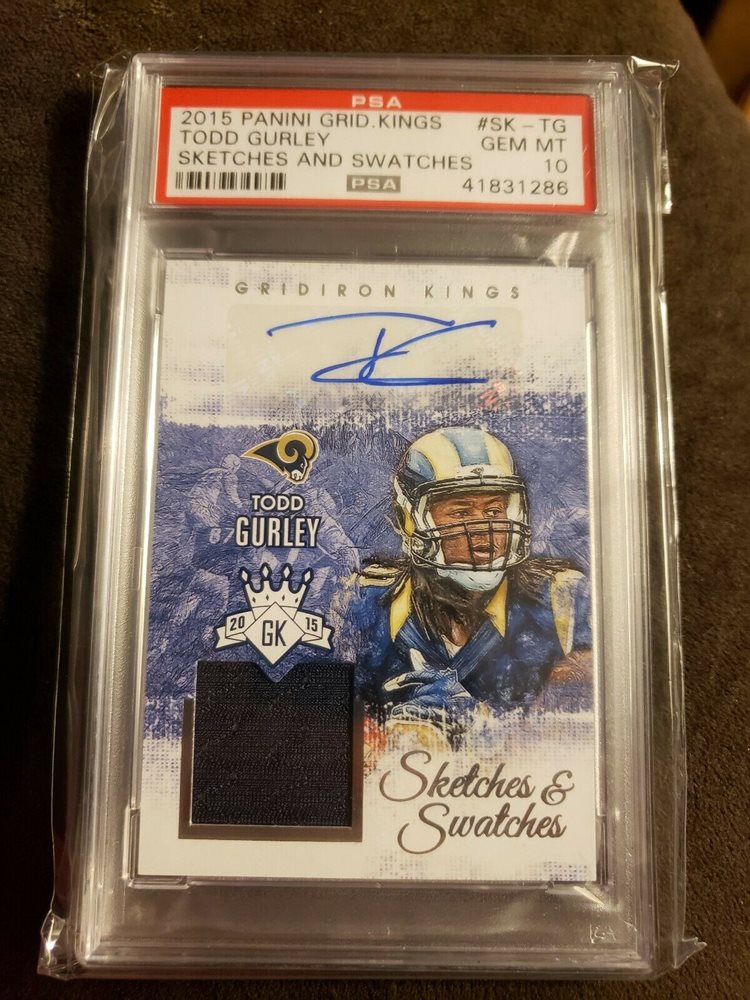 PSA
2015 PANINI GRID.KINGS #SK-TG
TODD GURLEY GEM MT
SKETCHES AND SWATCHES 10
PSA 41831286
GRIDIRON KINGS
TODD
GURLEY
20 15
GK
Sketches &
Swatches